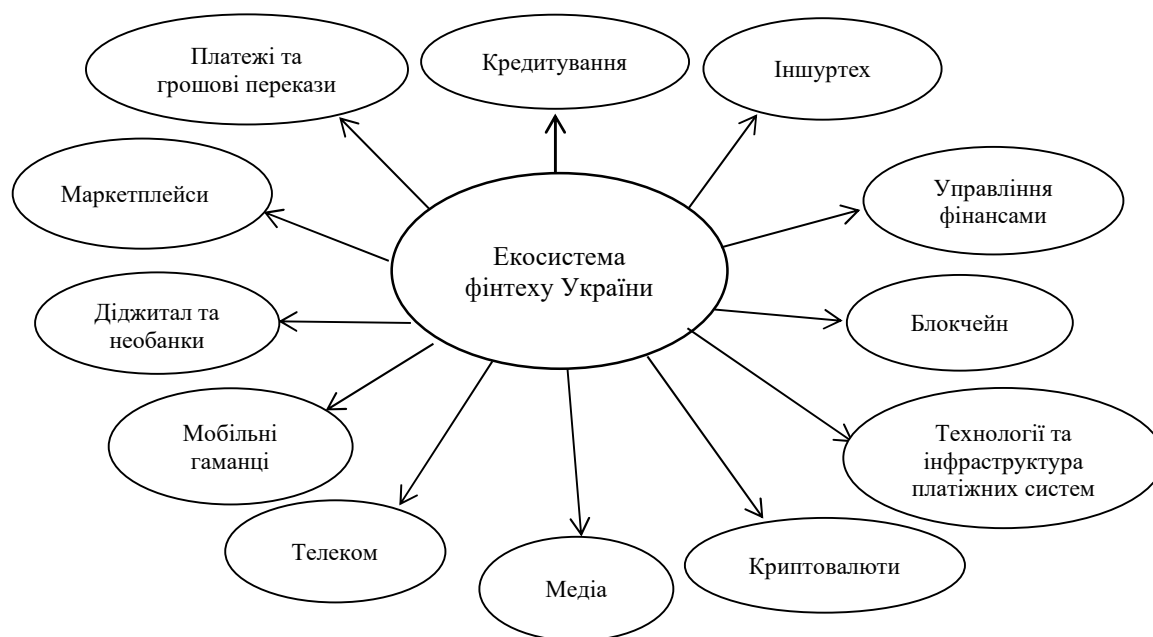 Платежі та
грошові перекази
Кредитування
Іншуртех
Маркетплейси
Управління
фінансами
Екосистема
фінтеху України
Діджитал та
необанки
Блокчейн
Мобільні
гаманці
Технології та
інфраструктура
платіжних систем
Телеком
Медіа
Криптовалюти